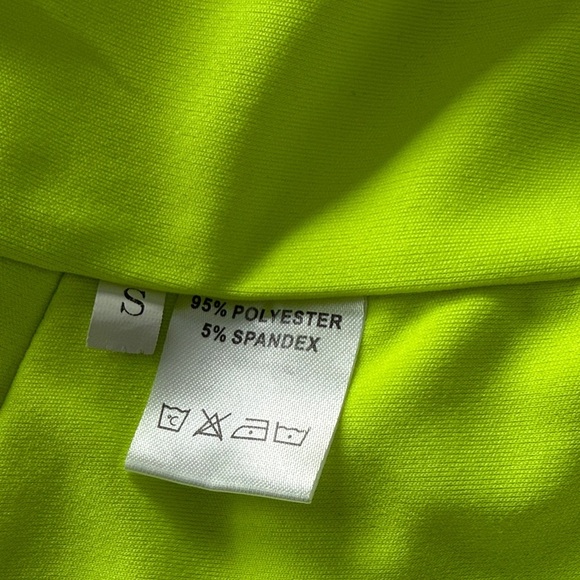 S
95% POLYESTER
5% SPANDEX
°C